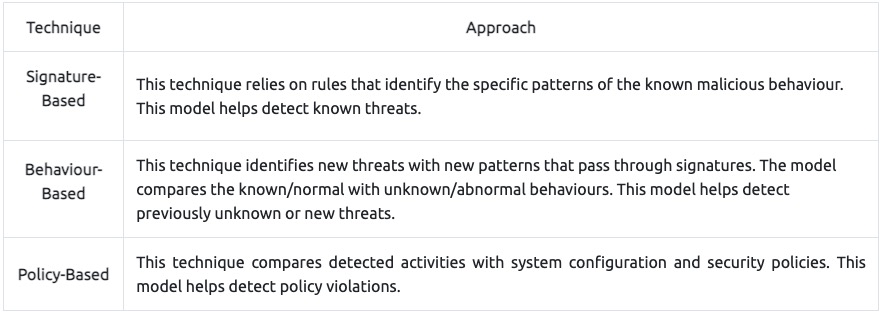 Technique
Approach
Signature-
Based
This technique relies on rules that identify the specific patterns of the known malicious behaviour.
This model helps detect known threats.
Behaviour-
Based
This technique identifies new threats with new patterns that pass through signatures. The model
compares the known/normal with unknown/abnormal behaviours. This model helps detect
previously unknown or new threats.
Policy-Based
This technique compares detected activities with system configuration and security policies. This
model helps detect policy violations.